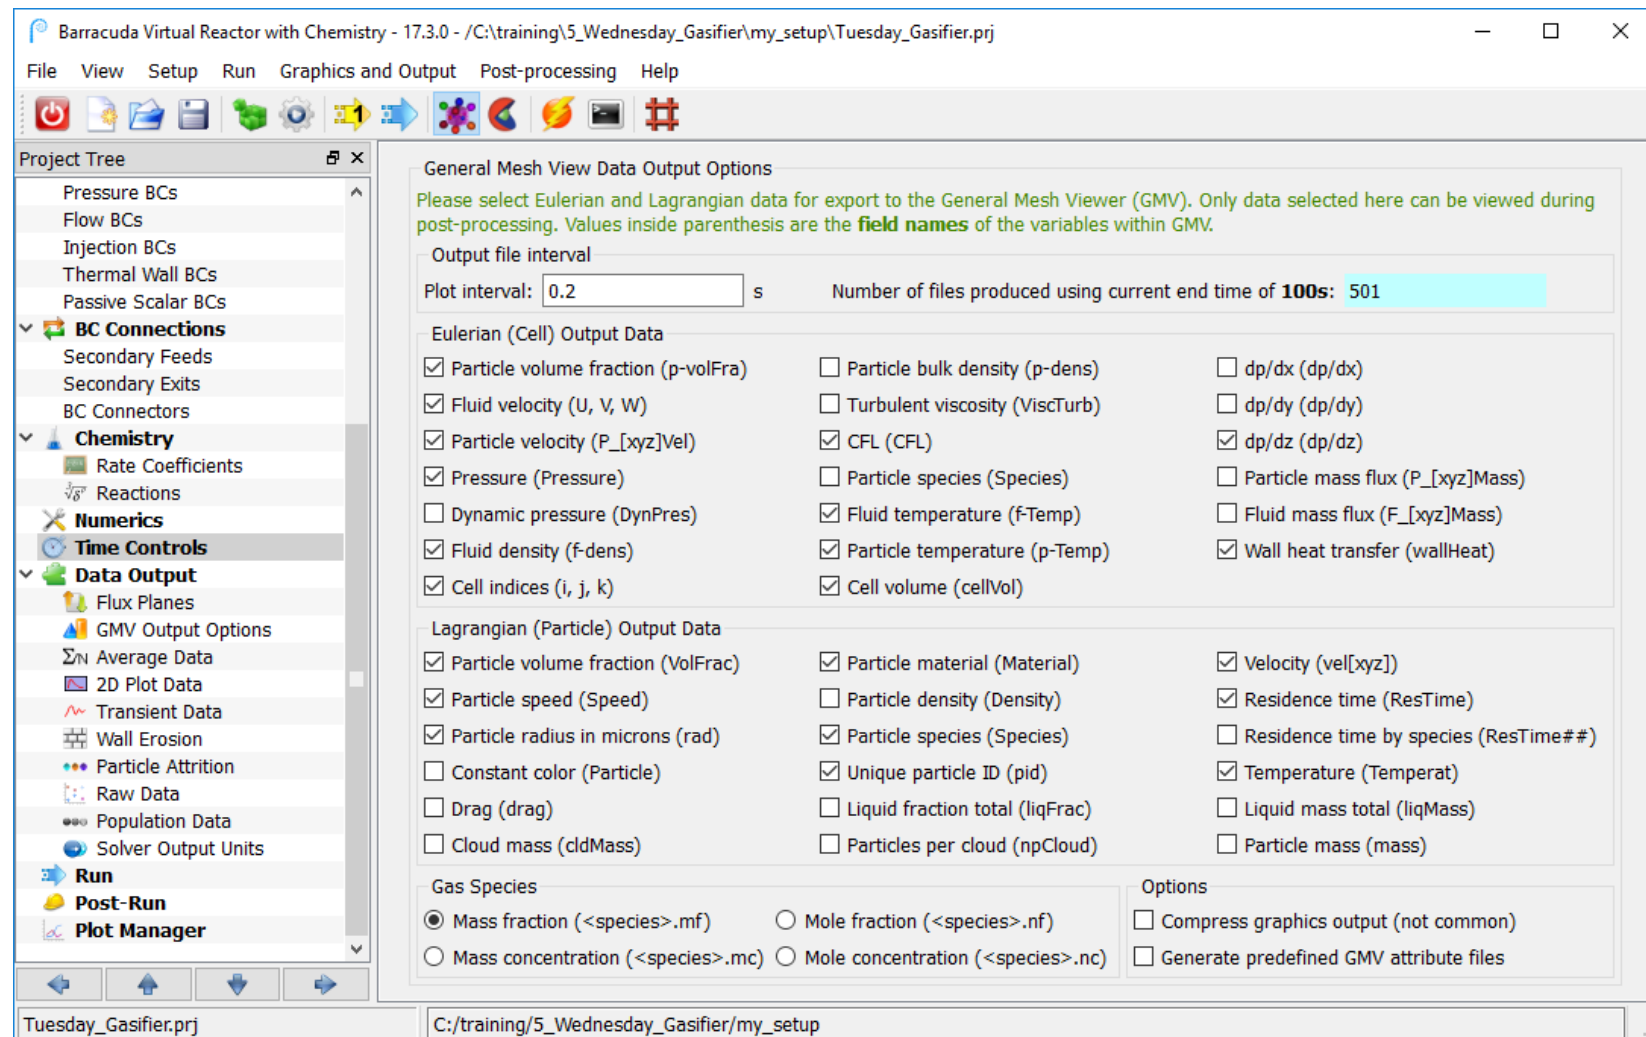 Barracuda Virtual Reactor with Chemistry - 17.3.0 - /C:\training\5_Wednesday_Gasifier\my_setup\Tuesday_Gasifier.prj
File View Setup Run Graphics and Output Post-processing Help
1
Project Tree
Pressure BCs
Flow BCs
Injection BCs
Thermal Wall BCs
Passive Scalar BCs
BC Connections
Secondary Feeds
Secondary Exits
BC Connectors
Chemistry
Rate Coefficients
Reactions
Numerics
Time Controls
Data Output
Flux Planes
GMV Output Options
Σ/N Average Data
2D Plot Data
Transient Data
Wall Erosion
Particle Attrition
Raw Data
Population Data
Solver Output Units
Run
Post-Run
Plot Manager
General Mesh View Data Output Options
Please select Eulerian and Lagrangian data for export to the General Mesh Viewer (GMV). Only data selected here can be viewed during
post-processing. Values inside parenthesis are the field names of the variables within GMV.
Output file interval
Plot interval: 0.2 s Number of files produced using current end time of 100s: 501
Eulerian (Cell) Output Data
Particle volume fraction (p-volFra) Particle bulk density (p-dens) dp/dx (dp/dx)
Fluid velocity (U, V, W) Turbulent viscosity (ViscTurb) dp/dy (dp/dy)
Particle velocity (P_[xyz]Vel) CFL (CFL) dp/dz (dp/dz)
Pressure (Pressure) Particle species (Species) Particle mass flux (P_[xyz]Mass)
Dynamic pressure (DynPres) Fluid temperature (f-Temp) Fluid mass flux (F_[xyz]Mass)
Fluid density (f-dens) Particle temperature (p-Temp) Wall heat transfer (wallHeat)
Cell indices (i, j, k) Cell volume (cellVol)
Lagrangian (Particle) Output Data
Particle volume fraction (VolFrac) Particle material (Material) Velocity (vel[xyz])
Particle speed (Speed) Particle density (Density) Residence time (ResTime)
Particle radius in microns (rad) Particle species (Species) Residence time by species (ResTime##)
Constant color (Particle) Unique particle ID (pid) Temperature (Temperat)
Drag (drag) Liquid fraction total (liqFrac) Liquid mass total (liqMass)
Cloud mass (cldMass) Particles per cloud (npCloud) Particle mass (mass)
Gas Species Options
Mass fraction (<species>.mf) Mole fraction (<species>.nf) Compress graphics output (not common)
Mass concentration (<species>.mc) Mole concentration (<species>.nc) Generate predefined GMV attribute files
Tuesday_Gasifier.prj C:/training/5_Wednesday_Gasifier/my_setup